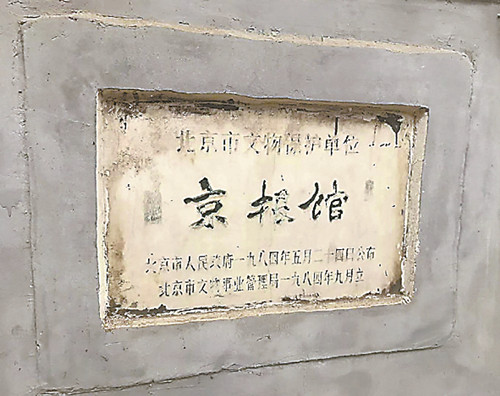 北京市文物保护单位
京报馆
北京市人民政府一九八四年五月二十四日公布
北京市文物事业管理局一九八四年九月立